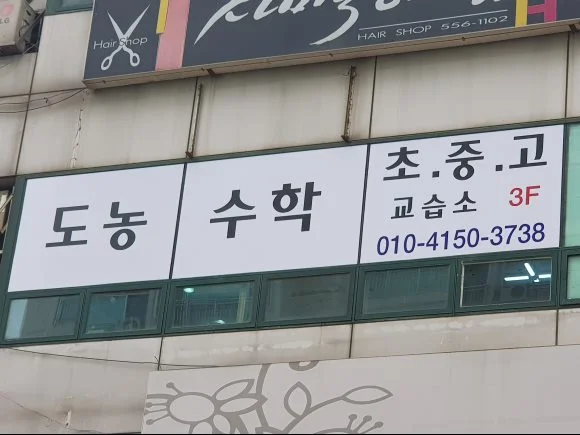 LG
Hair Shop
HAIR SHOP 556-1102
H
도농 수학
초.중.고
교습소 3F
010-4150-3738